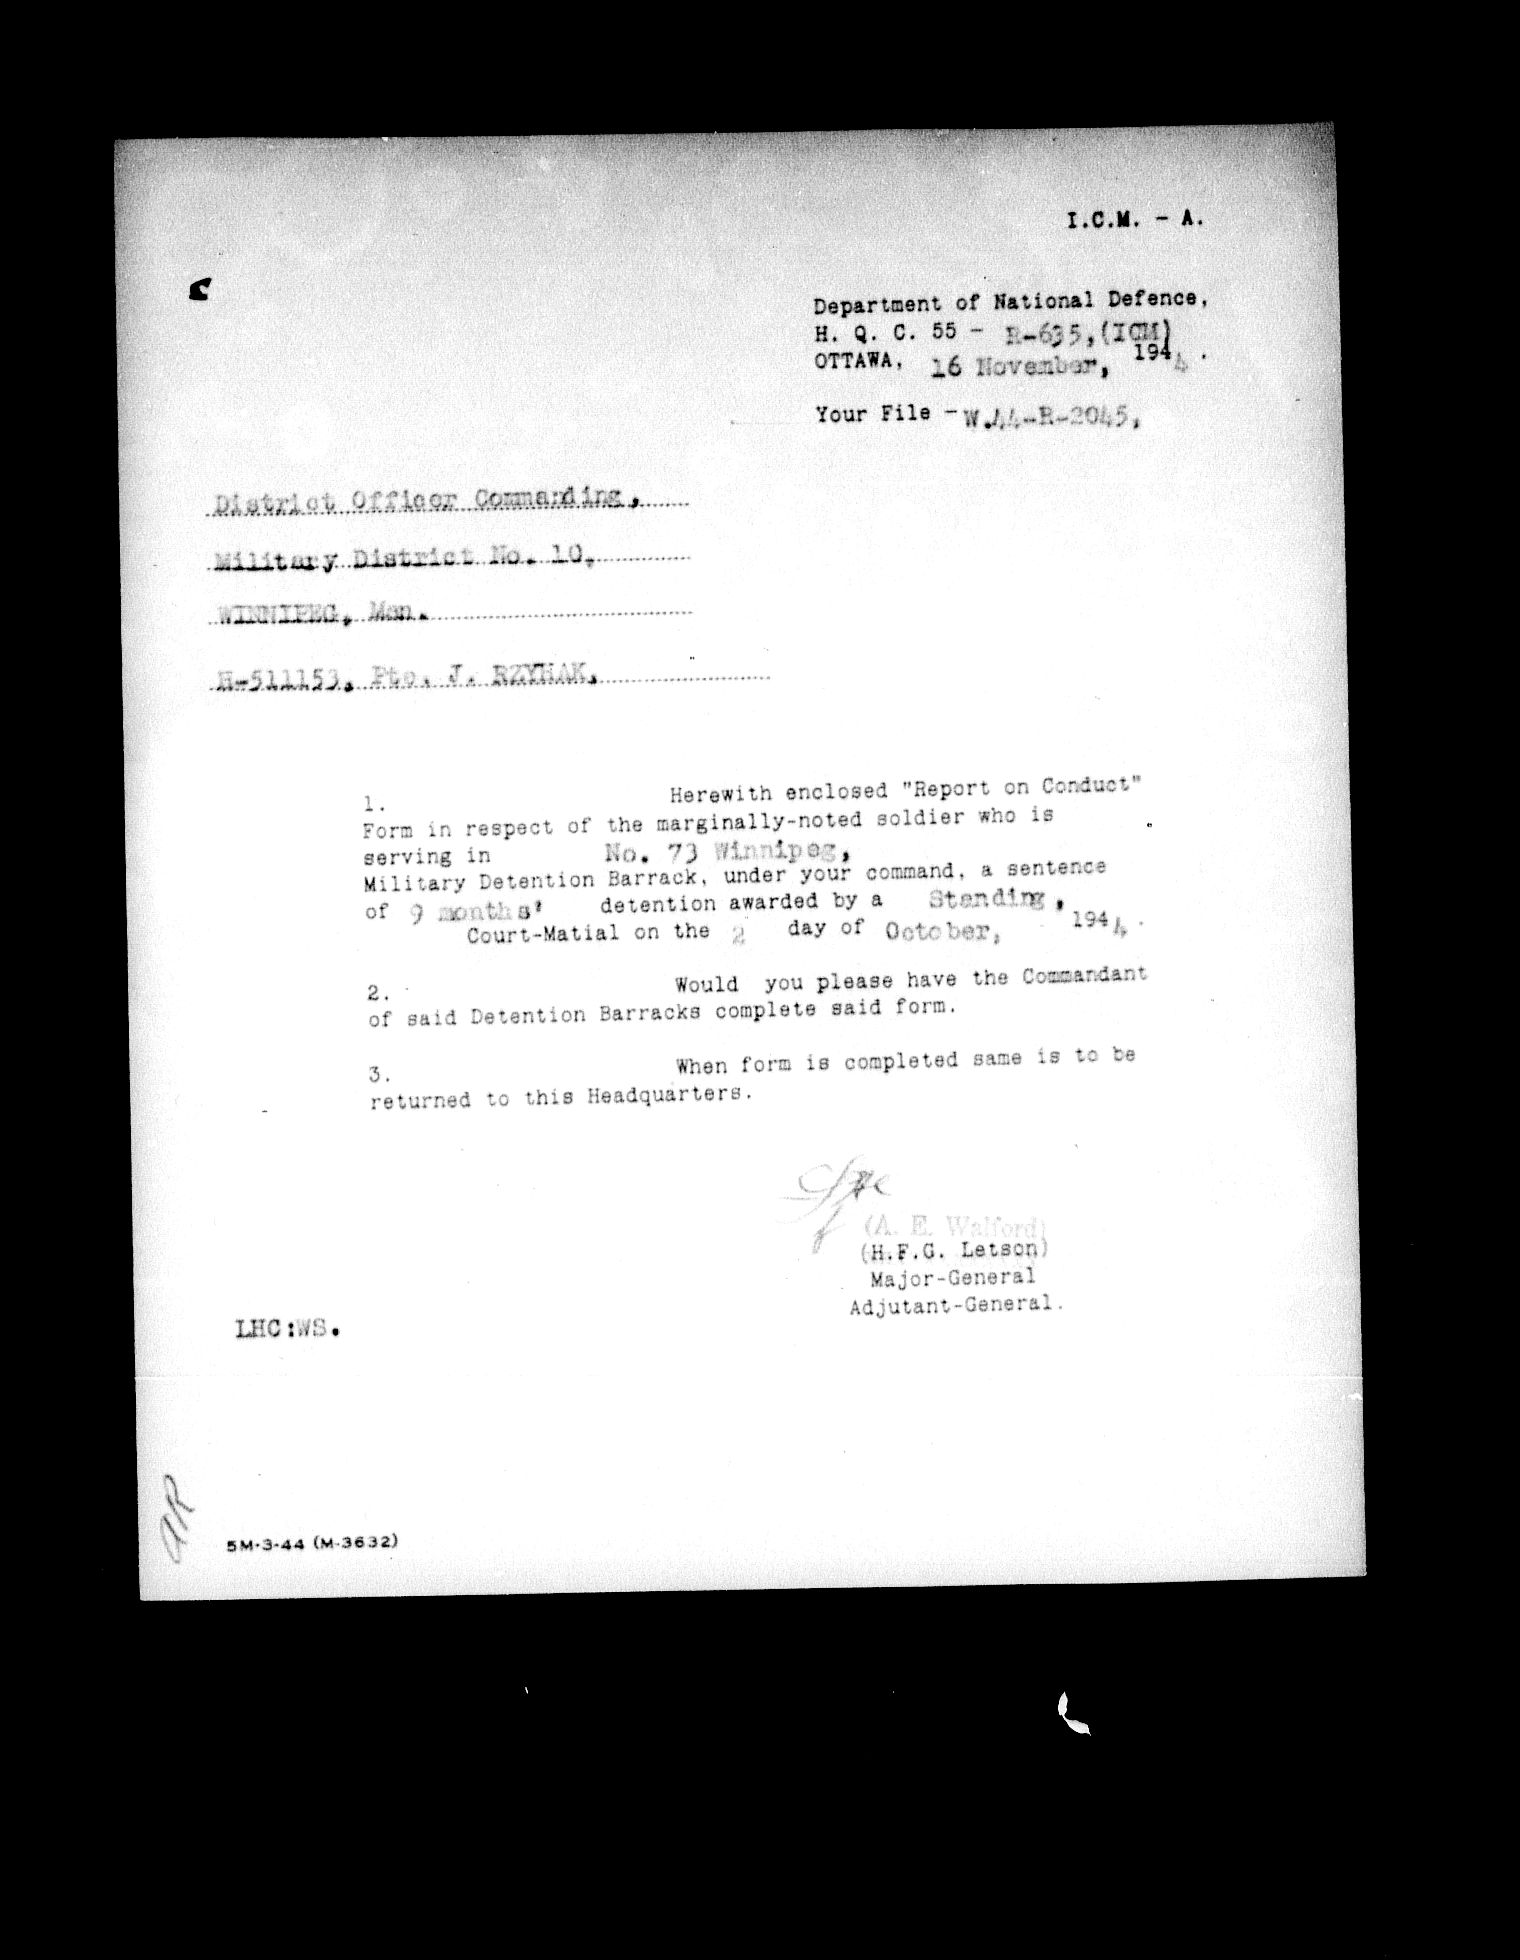 I.C.M. - A.
Department of National Defence,
H. Q. C. 55 - R-635,(ICM)
OTTAWA, 16 November, 1944.
Your File - W.44-R-2045,
District Officer Commanding,
Military District No. 10,
WINNIPEG, Man.
H-511153, Pte. J. RZYHAK,
1. Herewith enclosed "Report on Conduct"
Form in respect of the marginally-noted soldier who is
serving in No. 73 Winnipeg,
Military Detention Barrack, under your command, a sentence
of 9 months' detention awarded by a Standing,
Court-Matial on the 2 day of October, 1944.
2. Would you please have the Commandant
of said Detention Barracks complete said form.
3. When form is completed same is to be
returned to this Headquarters.
(A. E. Walford)
(H.F.G. Letson)
Major-General
Adjutant-General.
LHC:WS.
AR
5M-3-44 (M-3632)